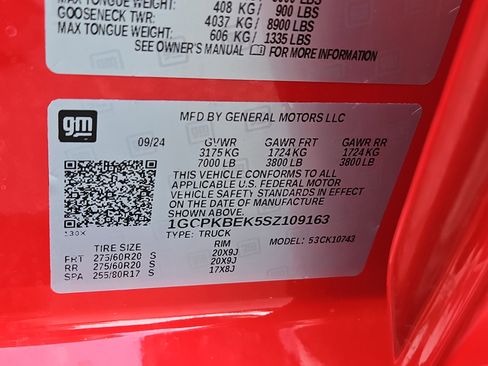 MAX TONGUE WEIGHT: 408 KG/ 900 LBS
GOOSENECK TWR: 4037 KG/ 8900 LBS
MAX TONGUE WEIGHT: 606 KG/ 1335 LBS
SEE OWNER'S MANUAL FOR MORE INFORMATION
gm
MFD BY GENERAL MOTORS LLC
09/24 GVWR GAWR FRT GAWR RR
3175 KG 1724 KG 1724 KG
7000 LB 3800 LB 3800 LB
THIS VEHICLE CONFORMS TO ALL
APPLICABLE U.S. FEDERAL MOTOR
VEHICLE SAFETY STANDARDS IN EFFECT
ON THE DATE OF MANUFACTURE
1GCPKBEK5SZ109163
TYPE: TRUCK MODEL: 53CK10743
130X
TIRE SIZE RIM
FRT 275/60R20 S 20X9J
RR 275/60R20 S 20X9J
SPA 255/80R17 S 17X8J